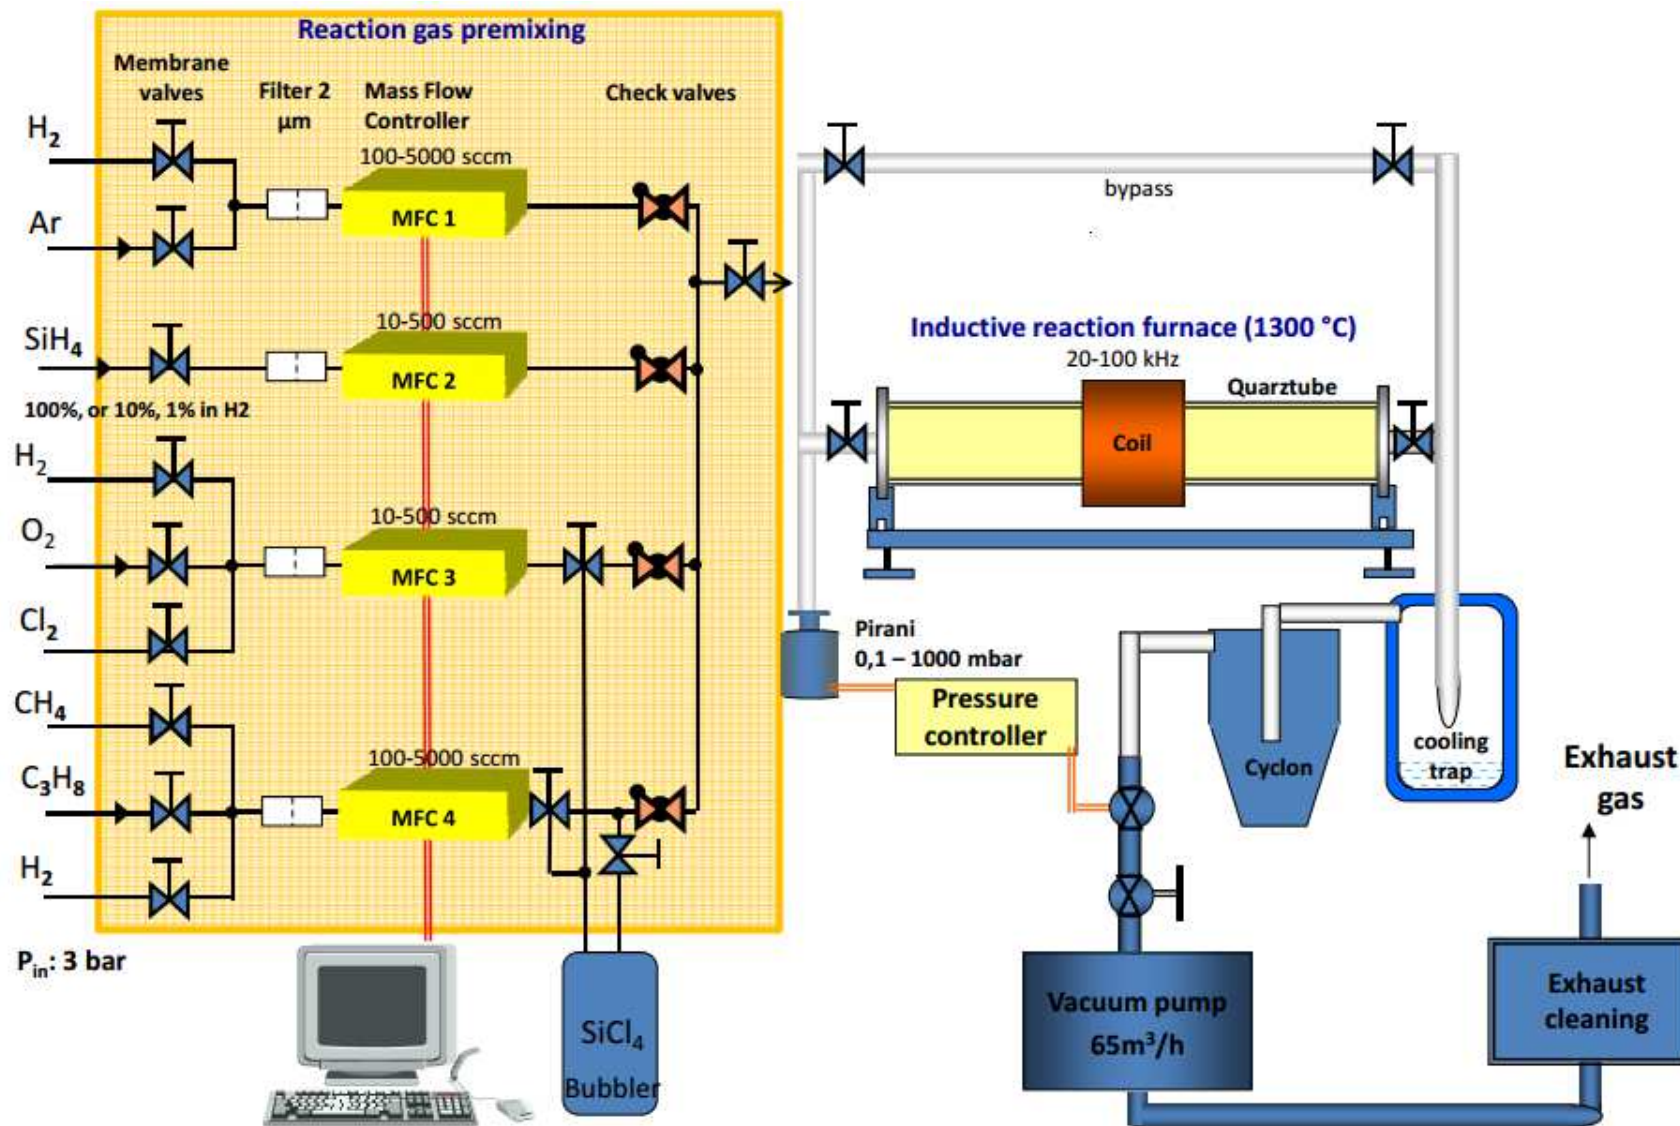 Reaction gas premixing
Membrane
valves
Filter 2
µm
Mass Flow
Controller
Check valves
H₂
100-5000 sccm
MFC 1
Ar
bypass
SiH₄
10-500 sccm
MFC 2
100%, or 10%, 1% in H2
Inductive reaction furnace (1300 °C)
20-100 kHz
Quarztube
Coil
H₂
O₂
10-500 sccm
MFC 3
Cl₂
Pirani
0,1 – 1000 mbar
Pressure
controller
CH₄
C₃H₈
100-5000 sccm
MFC 4
H₂
Cyclon
cooling
trap
Exhaust
gas
Pin: 3 bar
SiCl₄
Bubbler
Vacuum pump
65m³/h
Exhaust
cleaning